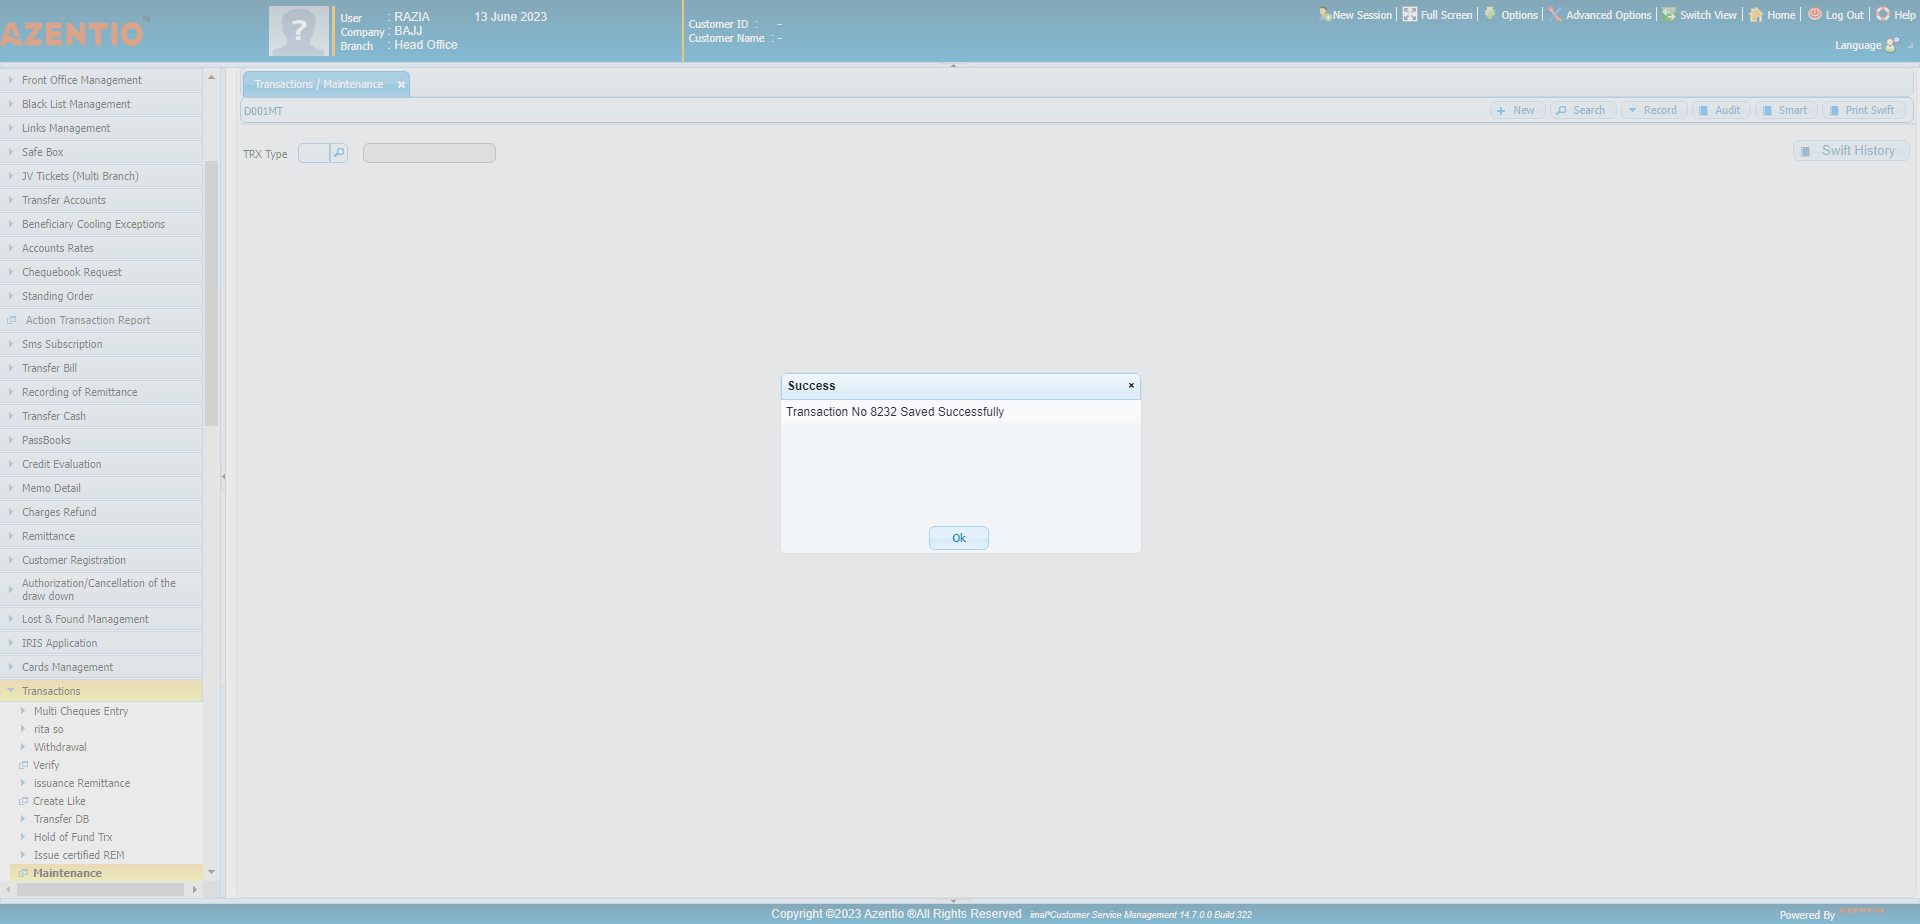 AZENTIO™
?
User : RAZIA 13 June 2023
Company : BAJJ
Branch : Head Office
Customer ID : -
Customer Name : -
New Session
Full Screen
Options
Advanced Options
Switch View
Home
Log Out
Help
Language
Front Office Management
Black List Management
Links Management
Safe Box
JV Tickets (Multi Branch)
Transfer Accounts
Beneficiary Cooling Exceptions
Accounts Rates
Chequebook Request
Standing Order
Action Transaction Report
Sms Subscription
Transfer Bill
Recording of Remittance
Transfer Cash
PassBooks
Credit Evaluation
Memo Detail
Charges Refund
Remittance
Customer Registration
Authorization/Cancellation of the
draw down
Lost & Found Management
IRIS Application
Cards Management
Transactions
Multi Cheques Entry
rita so
Withdrawal
Verify
issuance Remittance
Create Like
Transfer DB
Hold of Fund Trx
Issue certified REM
Maintenance
Transactions / Maintenance
D001MT
New
Search
Record
Audit
Smart
Print Swift
TRX Type
Swift History
Success
Transaction No 8232 Saved Successfully
Ok
Copyright ©2023 Azentio ®All Rights Reserved imal*Customer Service Management 14.7.0.0 Build 322
Powered By AZENTIO